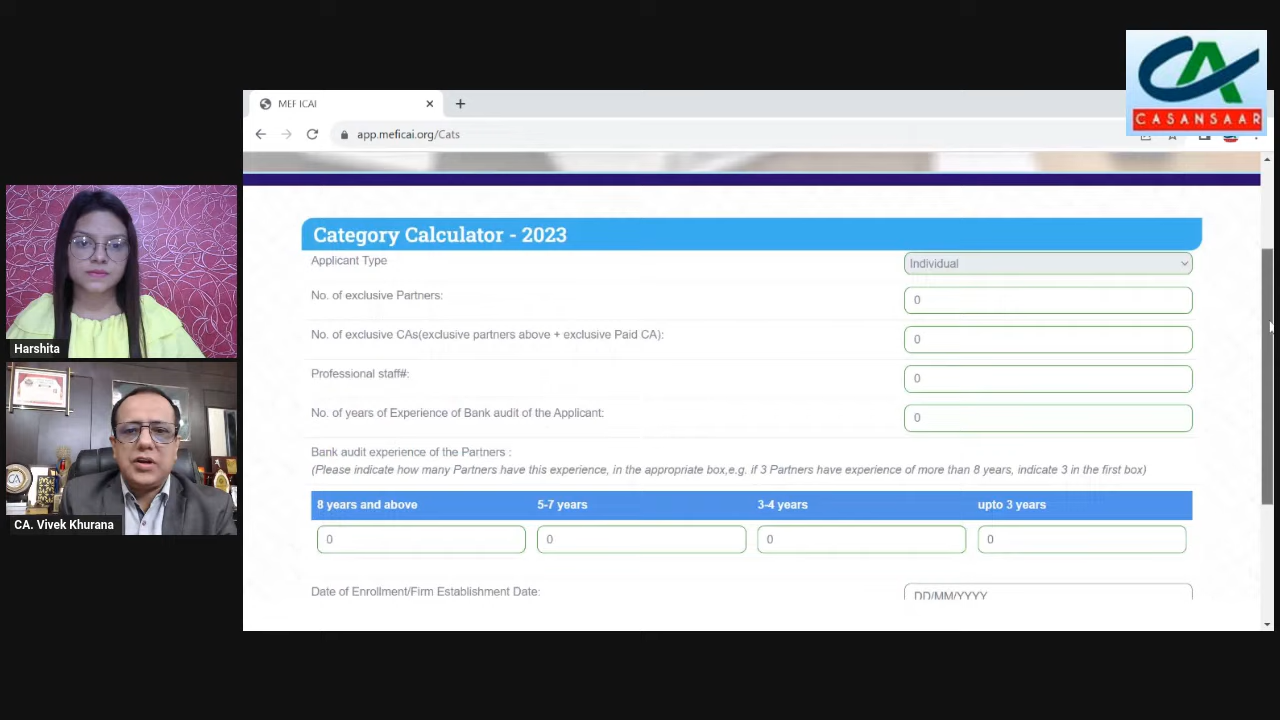 CA
CASANSAAR
MEF ICAI
app.meficai.org/Cats
Category Calculator - 2023
Applicant Type
Individual
No. of exclusive Partners:
0
No. of exclusive CAs(exclusive partners above + exclusive Paid CA):
0
Professional staff#:
0
No. of years of Experience of Bank audit of the Applicant:
0
Bank audit experience of the Partners :
(Please indicate how many Partners have this experience, in the appropriate box,e.g. if 3 Partners have experience of more than 8 years, indicate 3 in the first box)
8 years and above 5-7 years 3-4 years upto 3 years
0 0 0 0
Date of Enrollment/Firm Establishment Date:
DD/MM/YYYY
Harshita
CA. Vivek Khurana